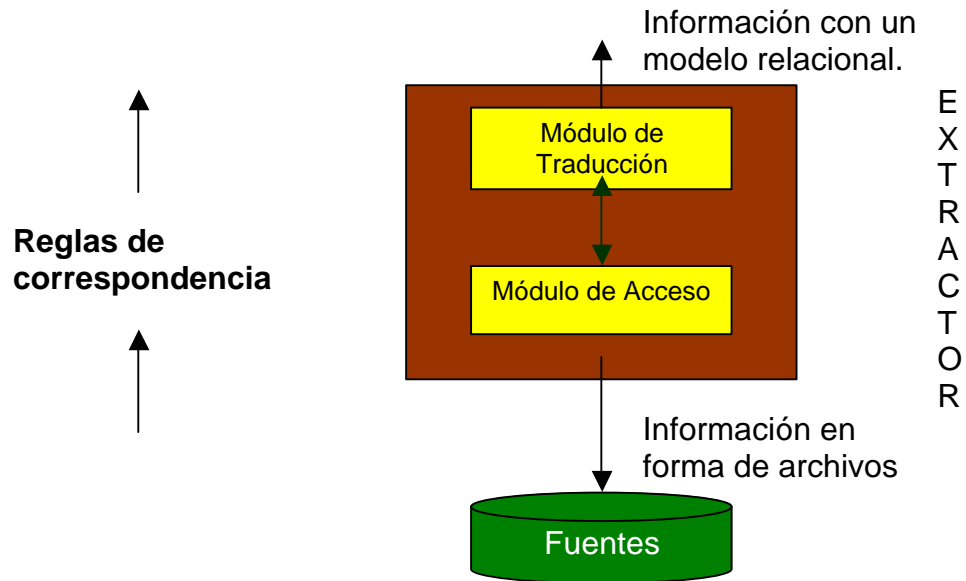 Información con un
modelo relacional.
Módulo de
Traducción
Reglas de
correspondencia
Módulo de Acceso
Información en
forma de archivos
Fuentes
E
X
T
R
A
C
T
O
R